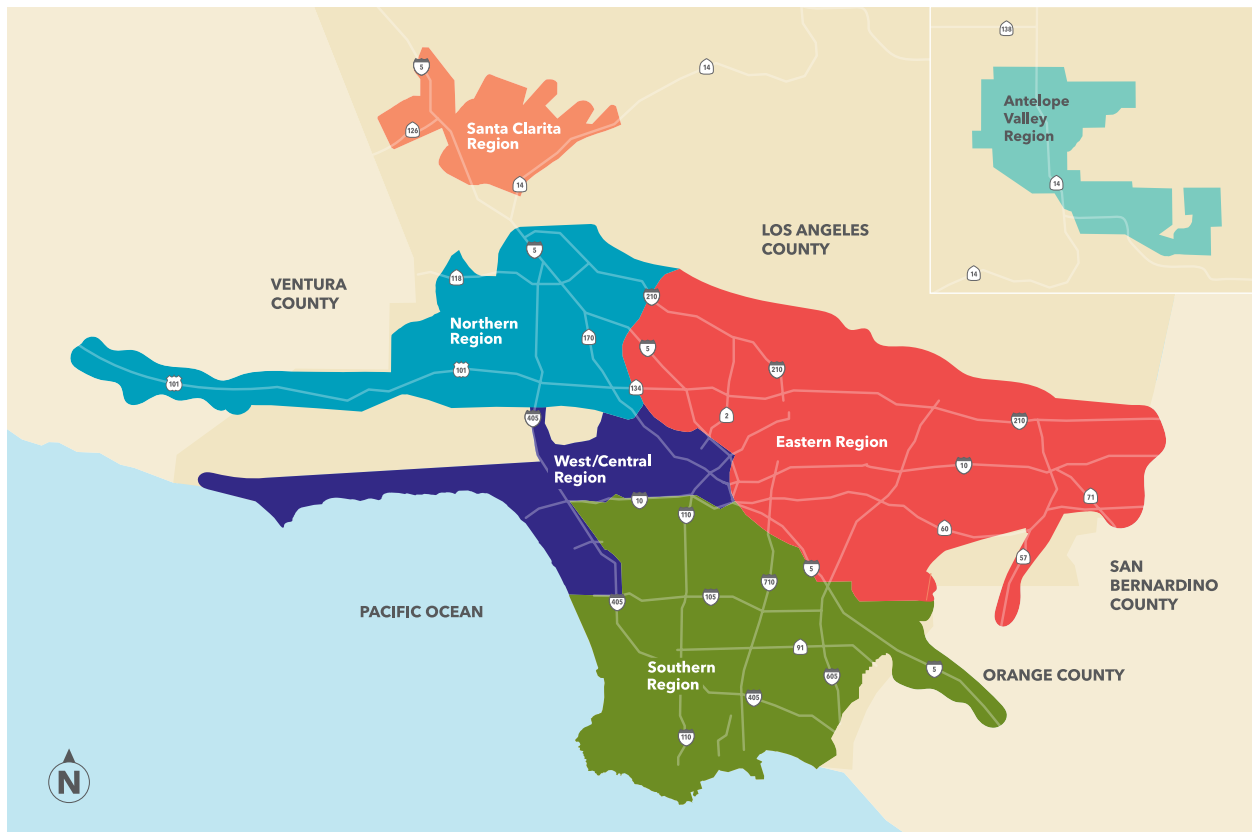 5
14
138
126
Santa Clarita
Region
14
Antelope
Valley
Region
14
14
LOS ANGELES
COUNTY
VENTURA
COUNTY
5
118
210
Northern
Region
170
5
101
101
134
210
405
2
210
Eastern Region
West/Central
Region
10
10
71
110
60
57
5
SAN
BERNARDINO
COUNTY
PACIFIC OCEAN
710
405
105
91
Southern
Region
5
ORANGE COUNTY
605
405
110
N